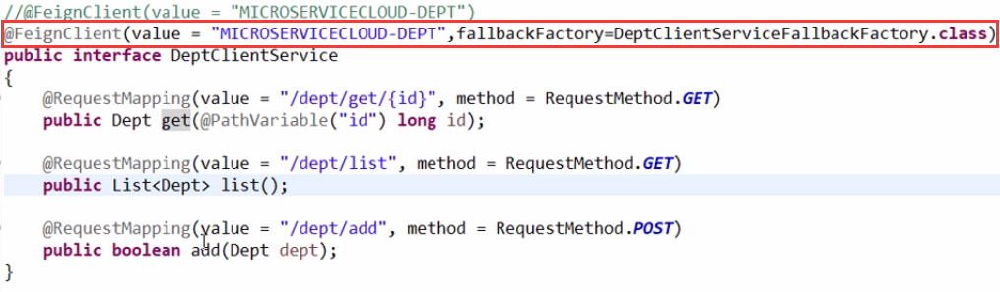 //@FeignClient(value = "MICROSERVICECLOUD-DEPT")
@FeignClient(value = "MICROSERVICECLOUD-DEPT",fallbackFactory=DeptClientServiceFallbackFactory.class)
public interface DeptClientService
{
    @RequestMapping(value = "/dept/get/{id}", method = RequestMethod.GET)
    public Dept get(@PathVariable("id") long id);

    @RequestMapping(value = "/dept/list", method = RequestMethod.GET)
    public List<Dept> list();

    @RequestMapping(value = "/dept/add", method = RequestMethod.POST)
    public boolean add(Dept dept);
}